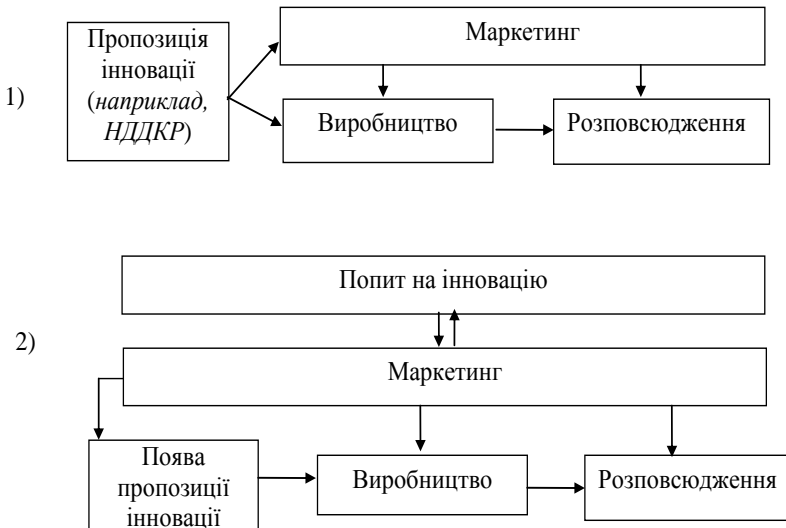 Маркетинг
Пропозиція
інновації
(наприклад,
НДДКР)
1)
Виробництво
Розповсюдження
Попит на інновацію
2)
Маркетинг
Поява
пропозиції
інновації
Виробництво
Розповсюдження